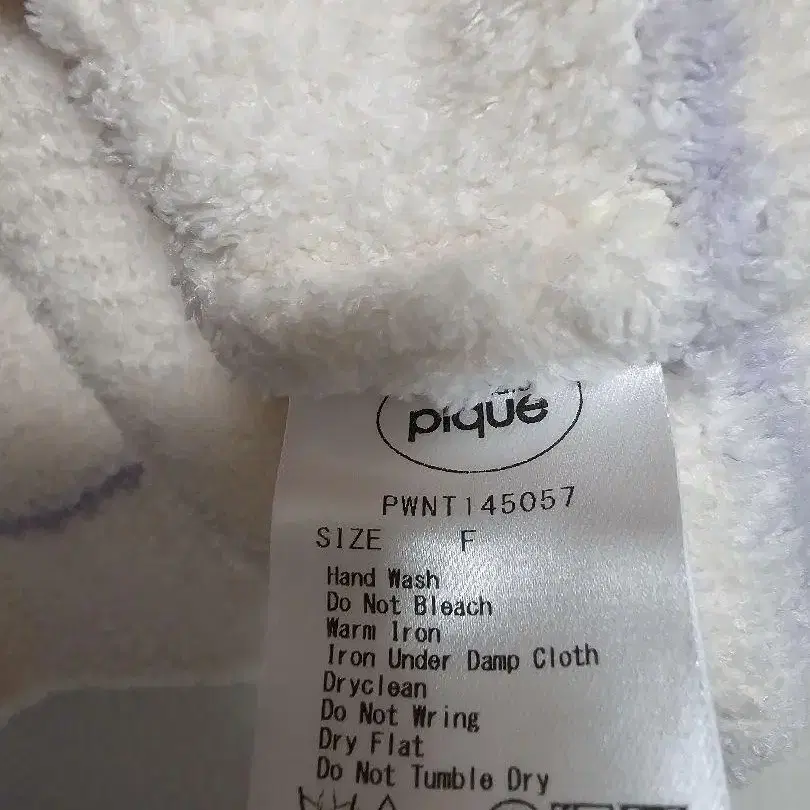 pique
PWNT145057
SIZE F
Hand Wash
Do Not Bleach
Warm Iron
Iron Under Damp Cloth
Dryclean
Do Not Wring
Dry Flat
Do Not Tumble Dry